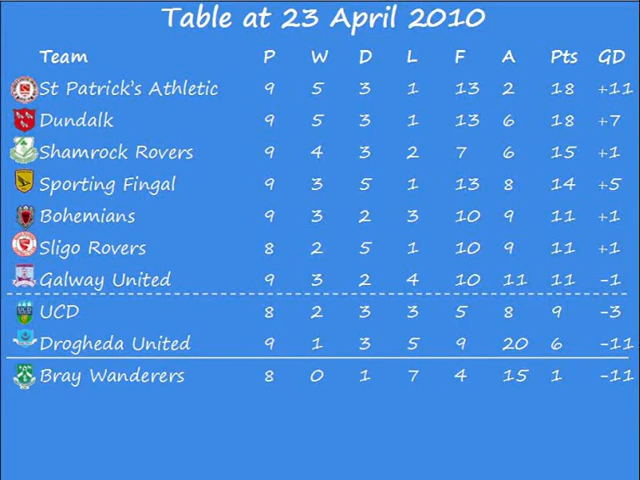 Table at 23 April 2010
Team P W D L F A Pts GD
St Patrick's Athletic 9 5 3 1 13 2 18 +11
Dundalk 9 5 3 1 13 6 18 +7
Shamrock Rovers 9 4 3 2 7 6 15 +1
Sporting Fingal 9 3 5 1 13 8 14 +5
Bohemians 9 3 2 3 10 9 11 +1
Sligo Rovers 8 2 5 1 10 9 11 +1
Galway United 9 3 2 4 10 11 11 -1
UCD 8 2 3 3 5 8 9 -3
Drogheda United 9 1 3 5 9 20 6 -11
Bray Wanderers 8 0 1 7 4 15 1 -11